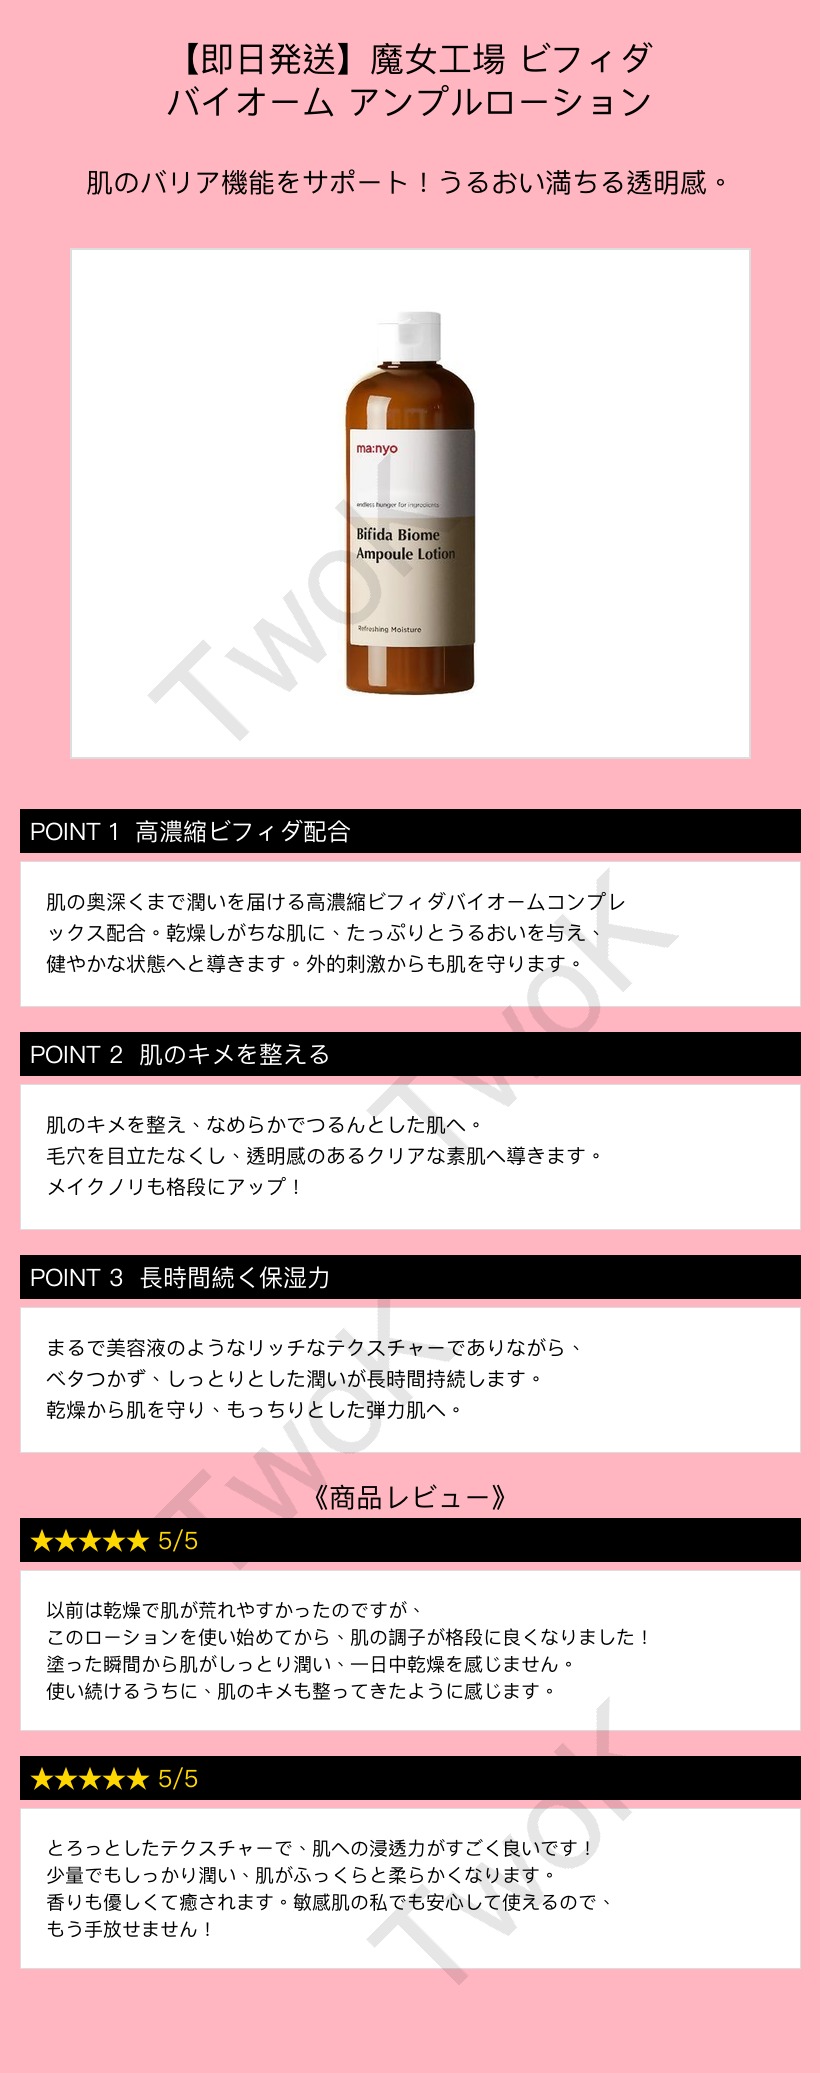 【即日発送】魔女工場 ビフィダ
バイオーム アンプルローション
肌のバリア機能をサポート！うるおい満ちる透明感。
ma:nyo
endless hunger for ingredients
Bifida Biome
Ampoule Lotion
Refreshing Moisture
TwoK
POINT 1 高濃縮ビフィダ配合
肌の奥深くまで潤いを届ける高濃縮ビフィダバイオームコンプレ
ックス配合。乾燥しがちな肌に、たっぷりとうるおいを与え、
健やかな状態へと導きます。外的刺激からも肌を守ります。
TwoK
POINT 2 肌のキメを整える
肌のキメを整え、なめらかでつるんとした肌へ。
毛穴を目立たなくし、透明感のあるクリアな素肌へ導きます。
メイクノリも格段にアップ！
POINT 3 長時間続く保湿力
まるで美容液のようなリッチなテクスチャーでありながら、
ベタつかず、しっとりとした潤いが長時間持続します。
乾燥から肌を守り、もっちりとした弾力肌へ。
TwoK
《商品レビュー》
★★★★★ 5/5
以前は乾燥で肌が荒れやすかったのですが、
このローションを使い始めてから、肌の調子が格段に良くなりました！
塗った瞬間から肌がしっとり潤い、一日中乾燥を感じません。
使い続けるうちに、肌のキメも整ってきたように感じます。
★★★★★ 5/5
とろっとしたテクスチャーで、肌への浸透力がすごく良いです！
少量でもしっかり潤い、肌がふっくらと柔らかくなります。
香りも優しくて癒されます。敏感肌の私でも安心して使えるので、
もう手放せません！
TwoK